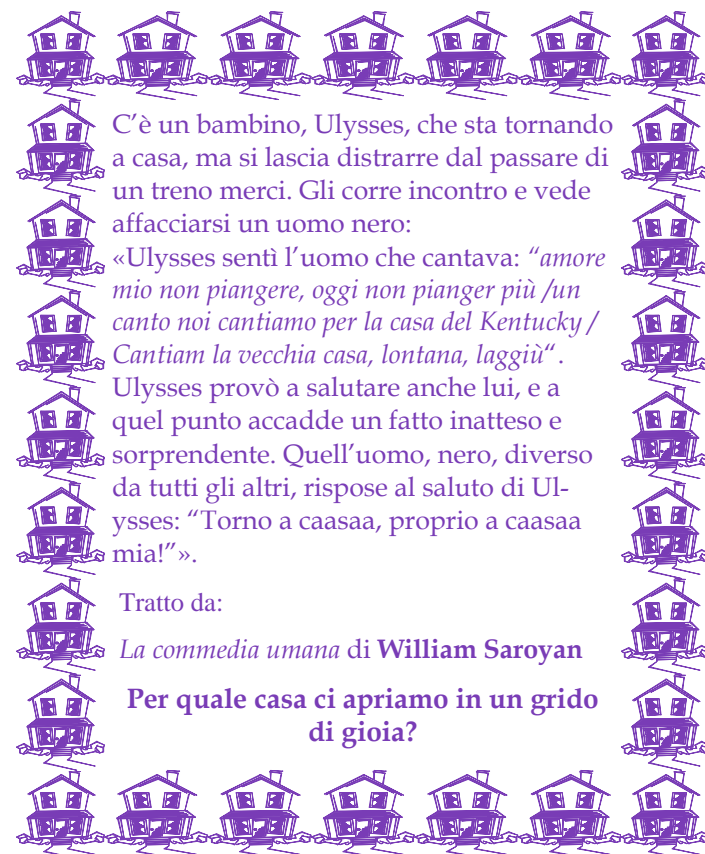 C’è un bambino, Ulysses, che sta tornando
a casa, ma si lascia distrarre dal passare di
un treno merci. Gli corre incontro e vede
affacciarsi un uomo nero:
«Ulysses sentì l’uomo che cantava: “amore
mio non piangere, oggi non pianger più /un
canto noi cantiamo per la casa del Kentucky /
Cantiam la vecchia casa, lontana, laggiù“.
Ulysses provò a salutare anche lui, e a
quel punto accadde un fatto inatteso e
sorprendente. Quell’uomo, nero, diverso
da tutti gli altri, rispose al saluto di Ul-
ysses: “Torno a caasaa, proprio a caasaa
mia!”».
Tratto da:
La commedia umana di William Saroyan
Per quale casa ci apriamo in un grido
di gioia?